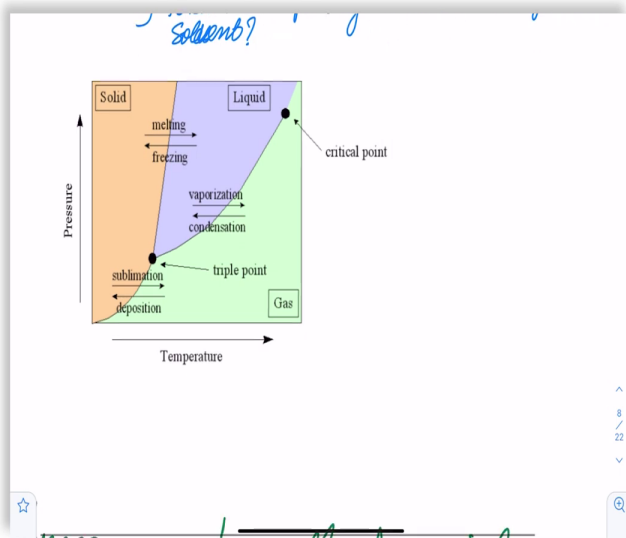 Solvent?
Solid
Liquid
melting
freezing
critical point
Pressure
vaporization
condensation
triple point
sublimation
deposition
Gas
Temperature
8
/
22